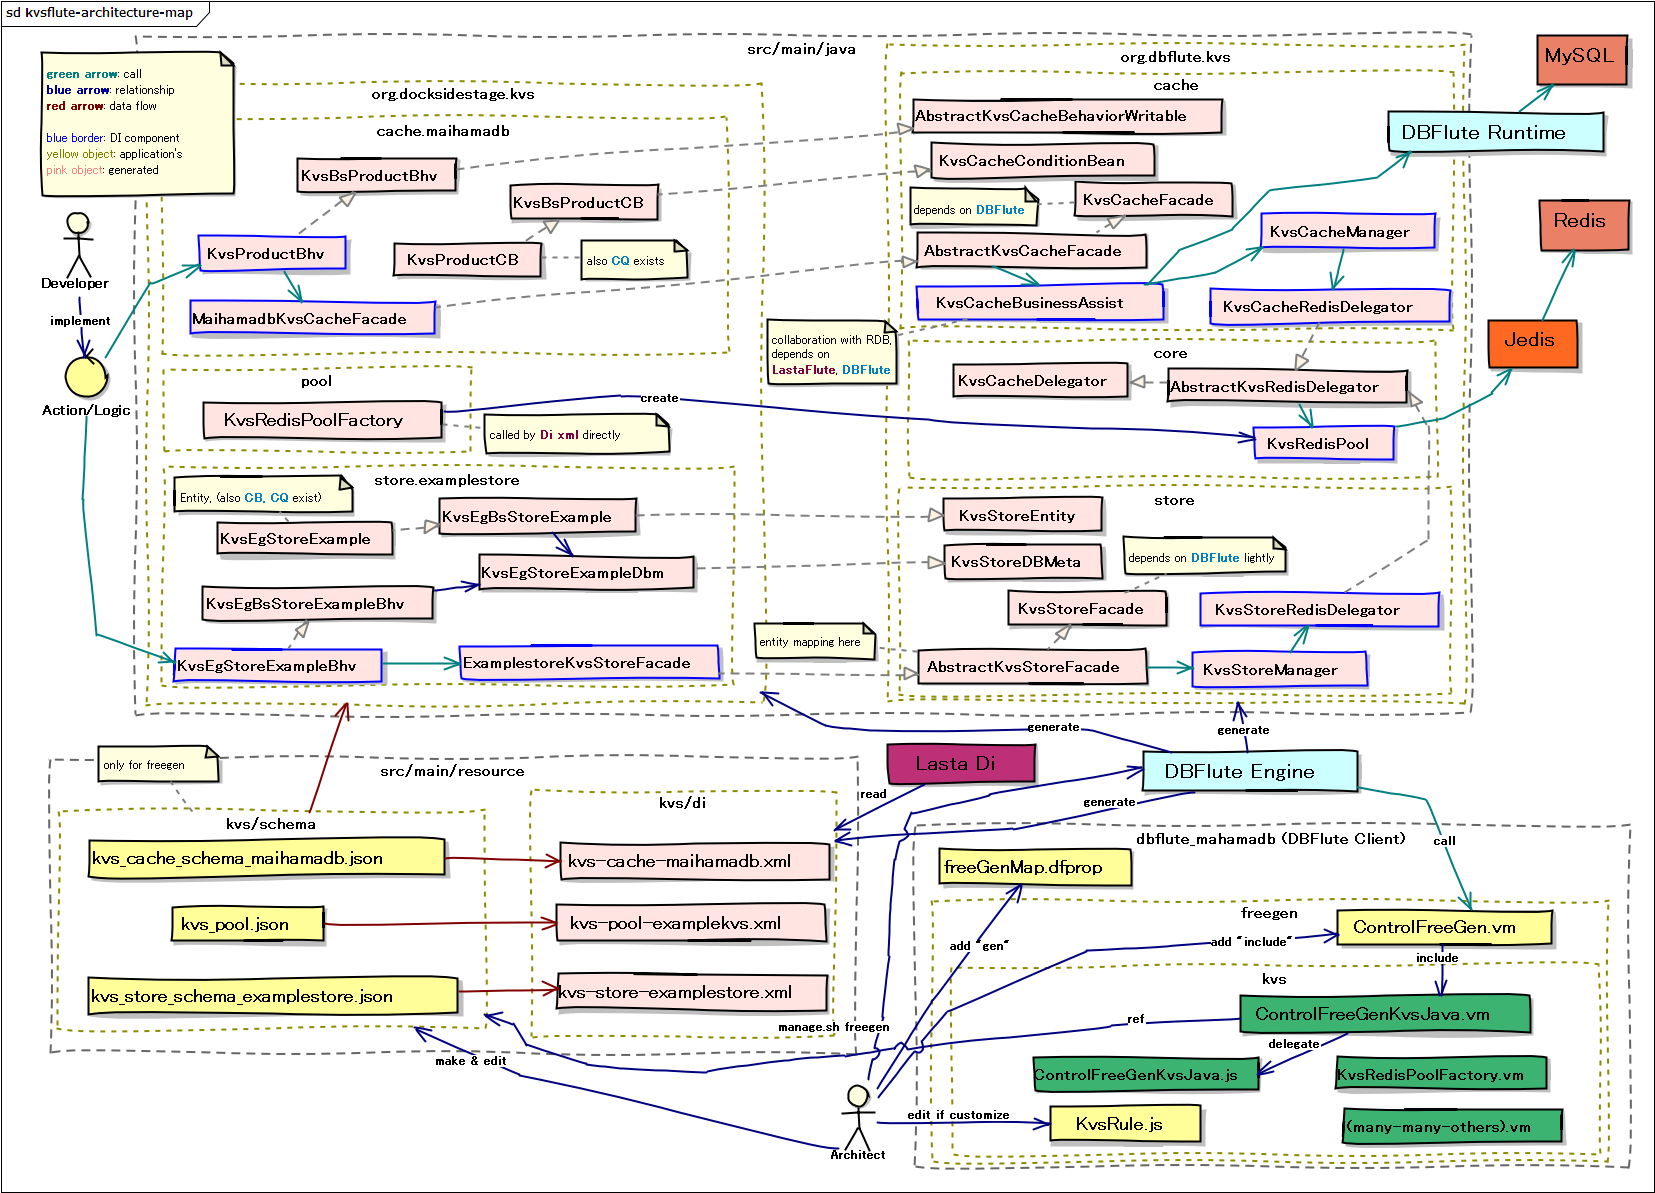 sd kvsflute-architecture-map
src/main/java
green arrow: call
blue arrow: relationship
red arrow: data flow
blue border: DI component
yellow object: application's
pink object: generated
Developer
implement
Action/Logic
org.docksidestage.kvs
cache.maihamadb
KvsBsProductBhv
KvsBsProductCB
KvsProductBhv
KvsProductCB
also CQ exists
MaihamadbKvsCacheFacade
pool
KvsRedisPoolFactory
called by Di xml directly
create
store.examplestore
Entity, (also CB, CQ exist)
KvsEgStoreExample
KvsEgBsStoreExample
KvsEgStoreExampleDbm
KvsEgBsStoreExampleBhv
KvsEgStoreExampleBhv
ExamplestoreKvsStoreFacade
org.dbflute.kvs
cache
AbstractKvsCacheBehaviorWritable
KvsCacheConditionBean
depends on DBFlute
KvsCacheFacade
AbstractKvsCacheFacade
KvsCacheManager
KvsCacheBusinessAssist
KvsCacheRedisDelegator
collaboration with RDB,
depends on
LastaFlute, DBFlute
core
KvsCacheDelegator
AbstractKvsRedisDelegator
KvsRedisPool
store
KvsStoreEntity
KvsStoreDBMeta
depends on DBFlute lightly
KvsStoreFacade
KvsStoreRedisDelegator
entity mapping here
AbstractKvsStoreFacade
KvsStoreManager
MySQL
DBFlute Runtime
Redis
Jedis
generate
generate
only for freegen
src/main/resource
kvs/schema
kvs_cache_schema_maihamadb.json
kvs_pool.json
kvs_store_schema_examplestore.json
kvs/di
kvs-cache-maihamadb.xml
kvs-pool-examplekvs.xml
kvs-store-examplestore.xml
Lasta Di
read
DBFlute Engine
generate
call
dbflute_mahamadb (DBFlute Client)
freeGenMap.dfprop
freegen
ControlFreeGen.vm
add "gen"
add "include"
include
kvs
ControlFreeGenKvsJava.vm
ref
delegate
manage.sh freegen
make & edit
ControlFreeGenKvsJava.js
KvsRedisPoolFactory.vm
edit if customize
KvsRule.js
(many-many-others).vm
Architect